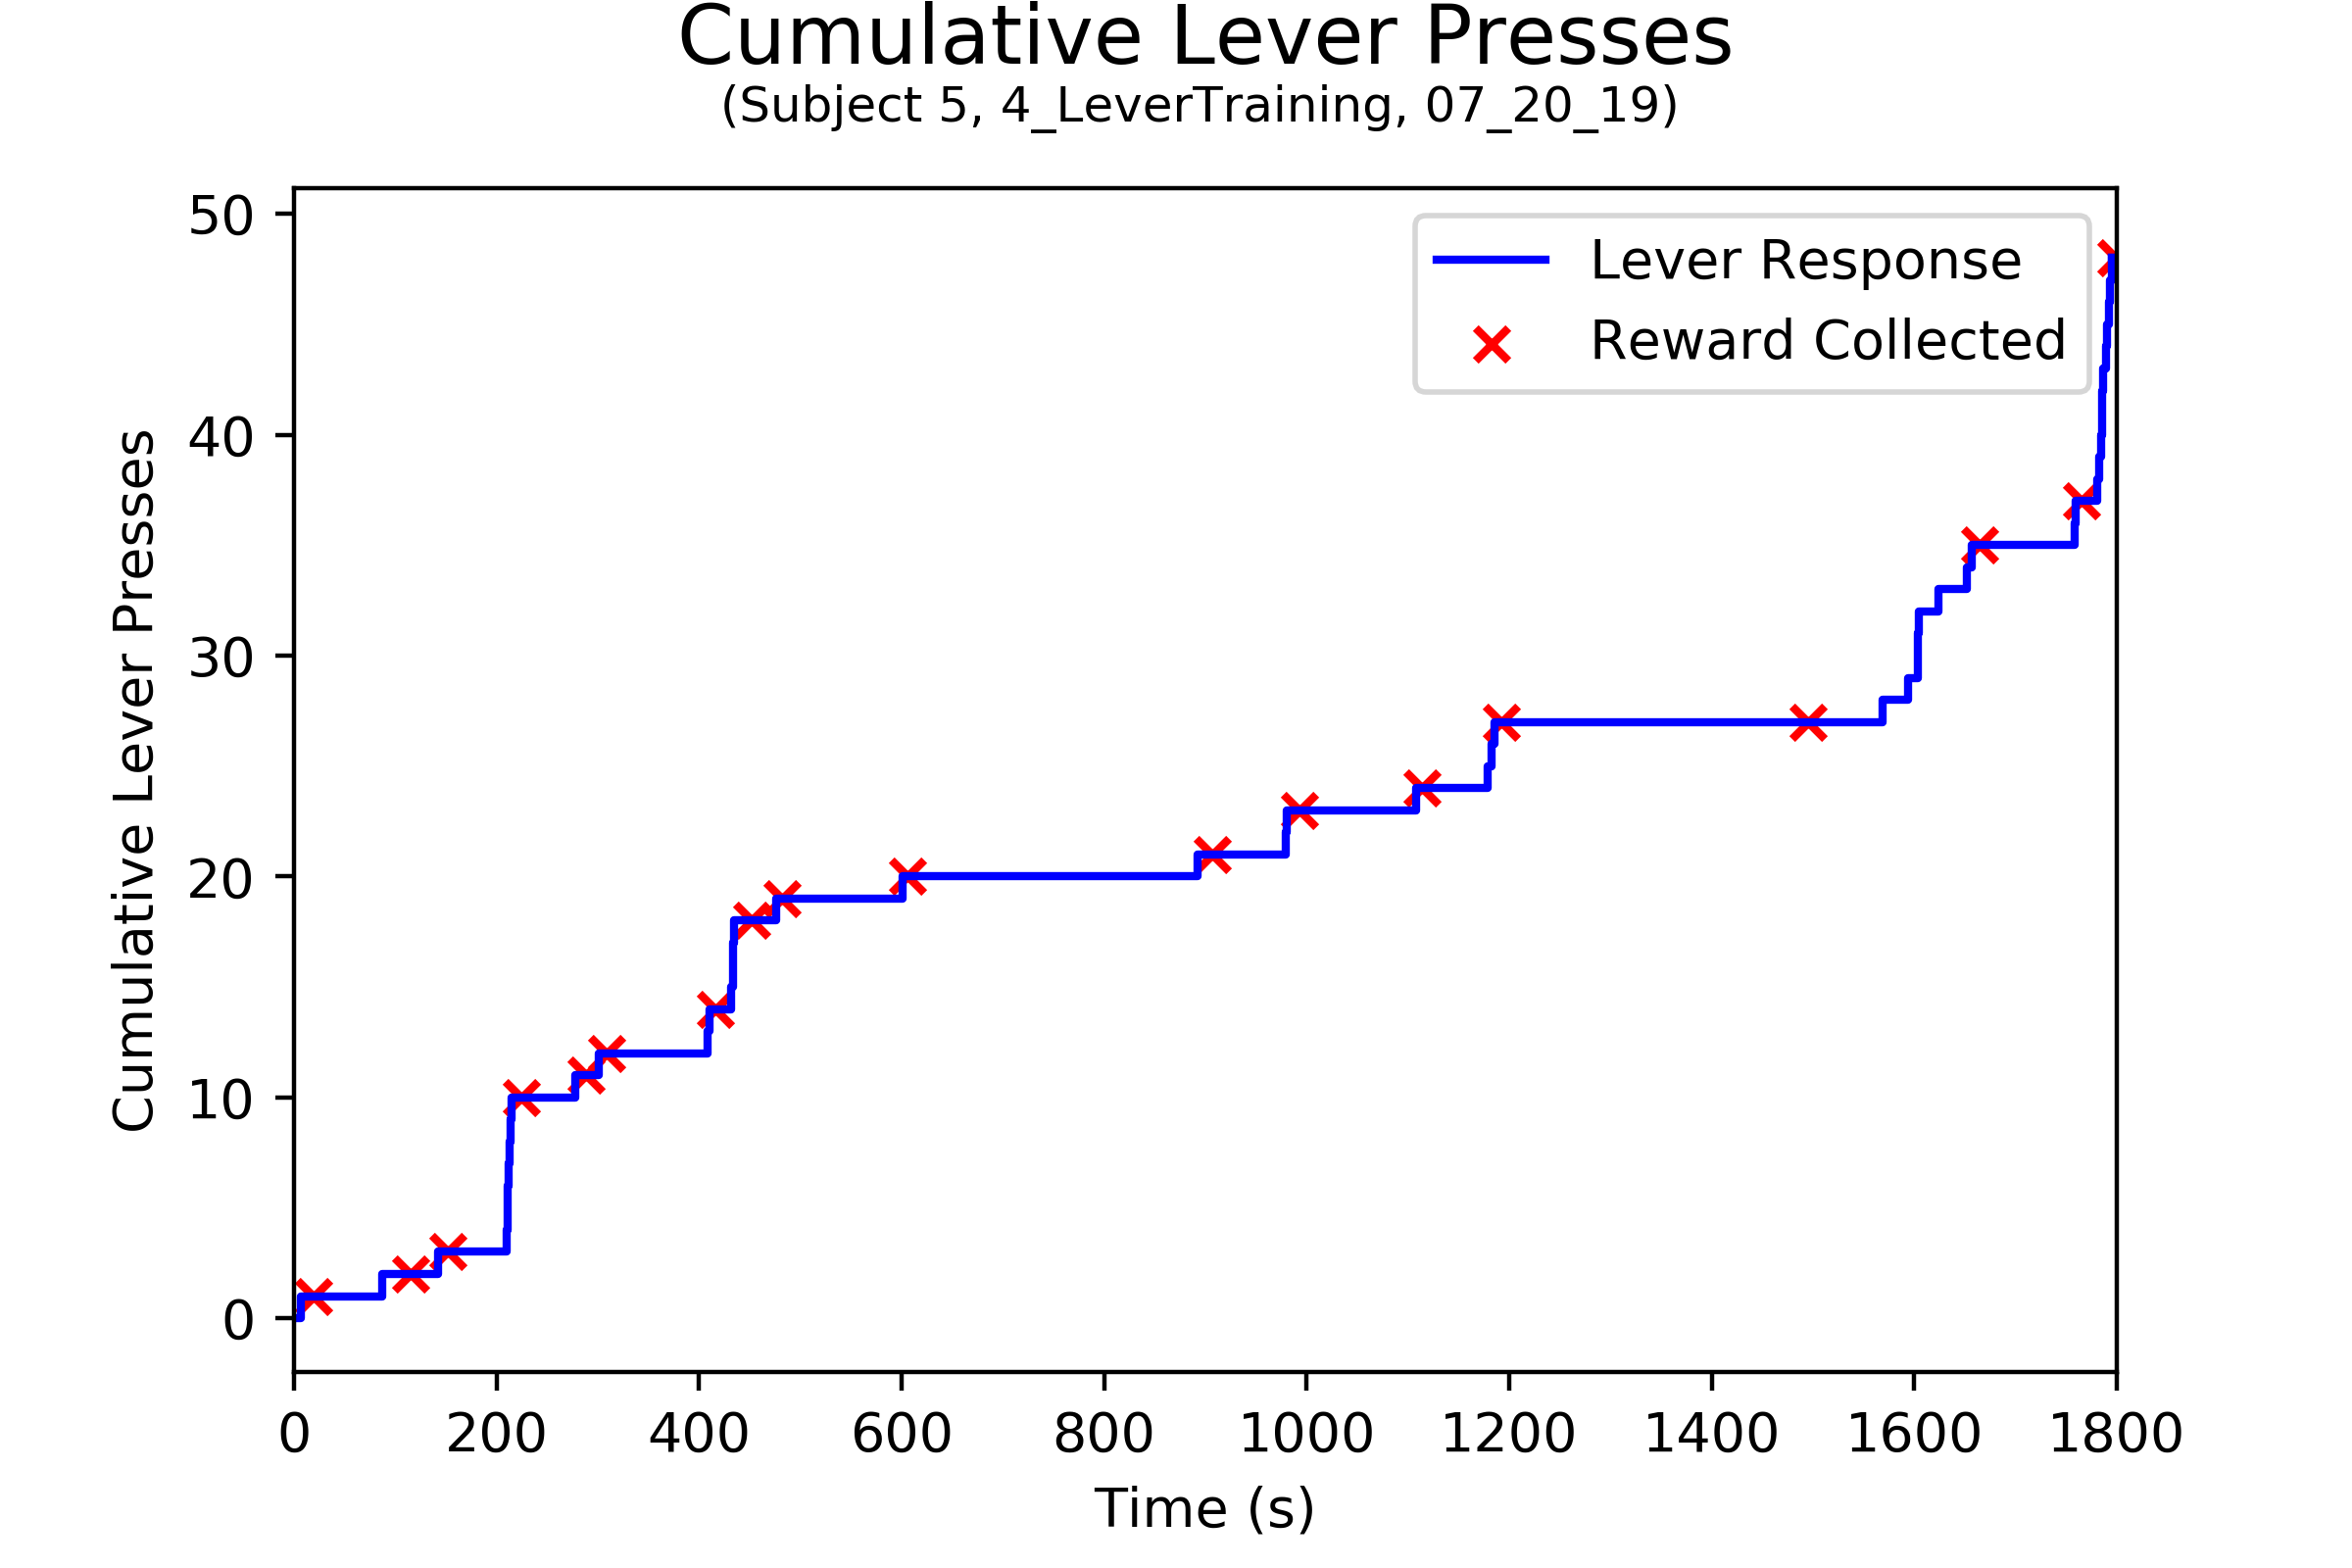 Cumulative Lever Presses
(Subject 5, 4_LeverTraining, 07_20_19)
Lever Response
Reward Collected
Cumulative Lever Presses
50
40
30
20
10
0
0 200 400 600 800 1000 1200 1400 1600 1800
Time (s)